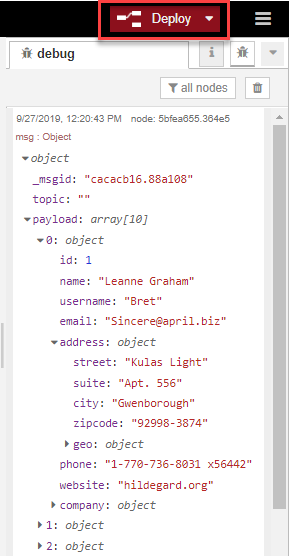 Deploy
debug
i
all nodes
9/27/2019, 12:20:43 PM node: 5bfea655.364e5
msg : Object
object
_msgid: "cacacb16.88a108"
topic: ""
payload: array[10]
0: object
id: 1
name: "Leanne Graham"
username: "Bret"
email: "Sincere@april.biz"
address: object
street: "Kulas Light"
suite: "Apt. 556"
city: "Gwenborough"
zipcode: "92998-3874"
geo: object
phone: "1-770-736-8031 x56442"
website: "hildegard.org"
company: object
1: object
2: object